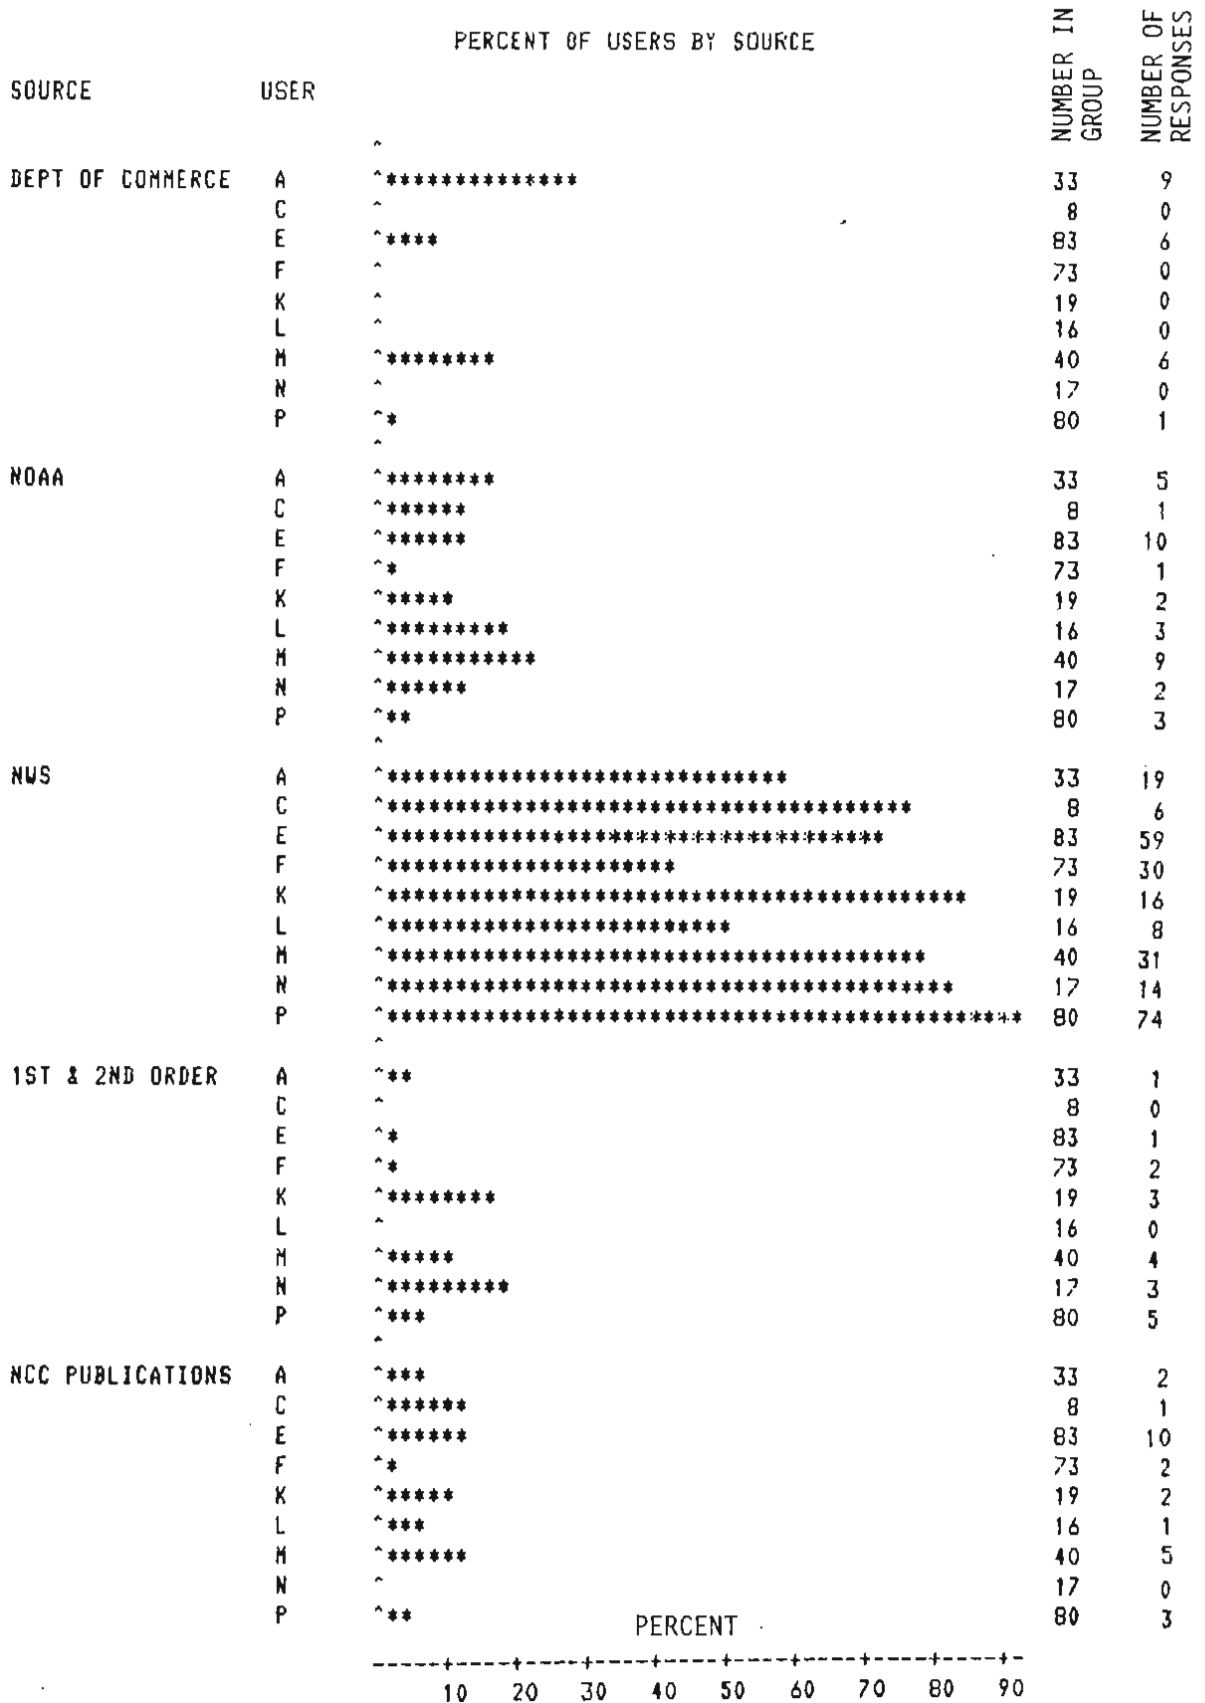 PERCENT OF USERS BY SOURCE
NUMBER IN GROUP
NUMBER OF RESPONSES
SOURCE USER
^
DEPT OF COMMERCE A ^************** 33 9
C ^ 8 0
E ^**** 83 6
F ^ 73 0
K ^ 19 0
L ^ 16 0
M ^******** 40 6
N ^ 17 0
P ^* 80 1
^
NOAA A ^******** 33 5
C ^****** 8 1
E ^****** 83 10
F ^* 73 1
K ^***** 19 2
L ^********* 16 3
M ^*********** 40 9
N ^****** 17 2
P ^** 80 3
^
NWS A ^***************************** 33 19
C ^************************************** 8 6
E ^************************************ 83 59
F ^********************* 73 30
K ^****************************************** 19 16
L ^************************* 16 8
M ^*************************************** 40 31
N ^***************************************** 17 14
P ^********************************************** 80 74
^
1ST & 2ND ORDER A ^** 33 1
C ^ 8 0
E ^* 83 1
F ^* 73 2
K ^******** 19 3
L ^ 16 0
M ^***** 40 4
N ^********* 17 3
P ^*** 80 5
^
NCC PUBLICATIONS A ^*** 33 2
C ^****** 8 1
E ^****** 83 10
F ^* 73 2
K ^***** 19 2
L ^*** 16 1
M ^****** 40 5
N ^ 17 0
P ^** 80 3
PERCENT
-----+----+----+----+----+----+----+----+----+-
10 20 30 40 50 60 70 80 90